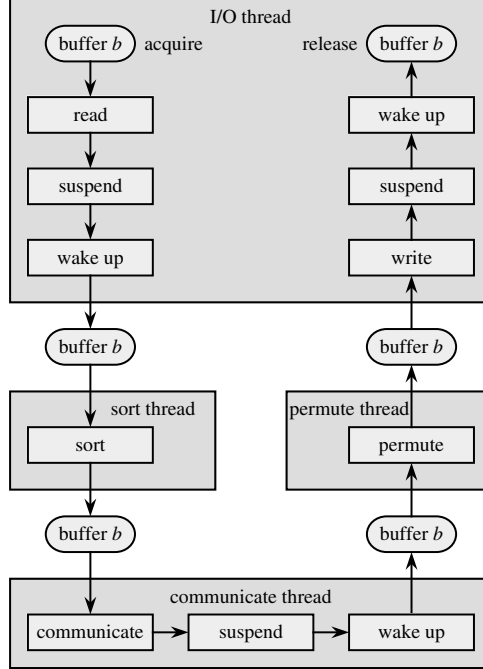 I/O thread
buffer b acquire
read
suspend
wake up
buffer b
sort thread
sort
buffer b
communicate thread
communicate
suspend
wake up
buffer b
permute thread
permute
buffer b
write
suspend
wake up
release buffer b